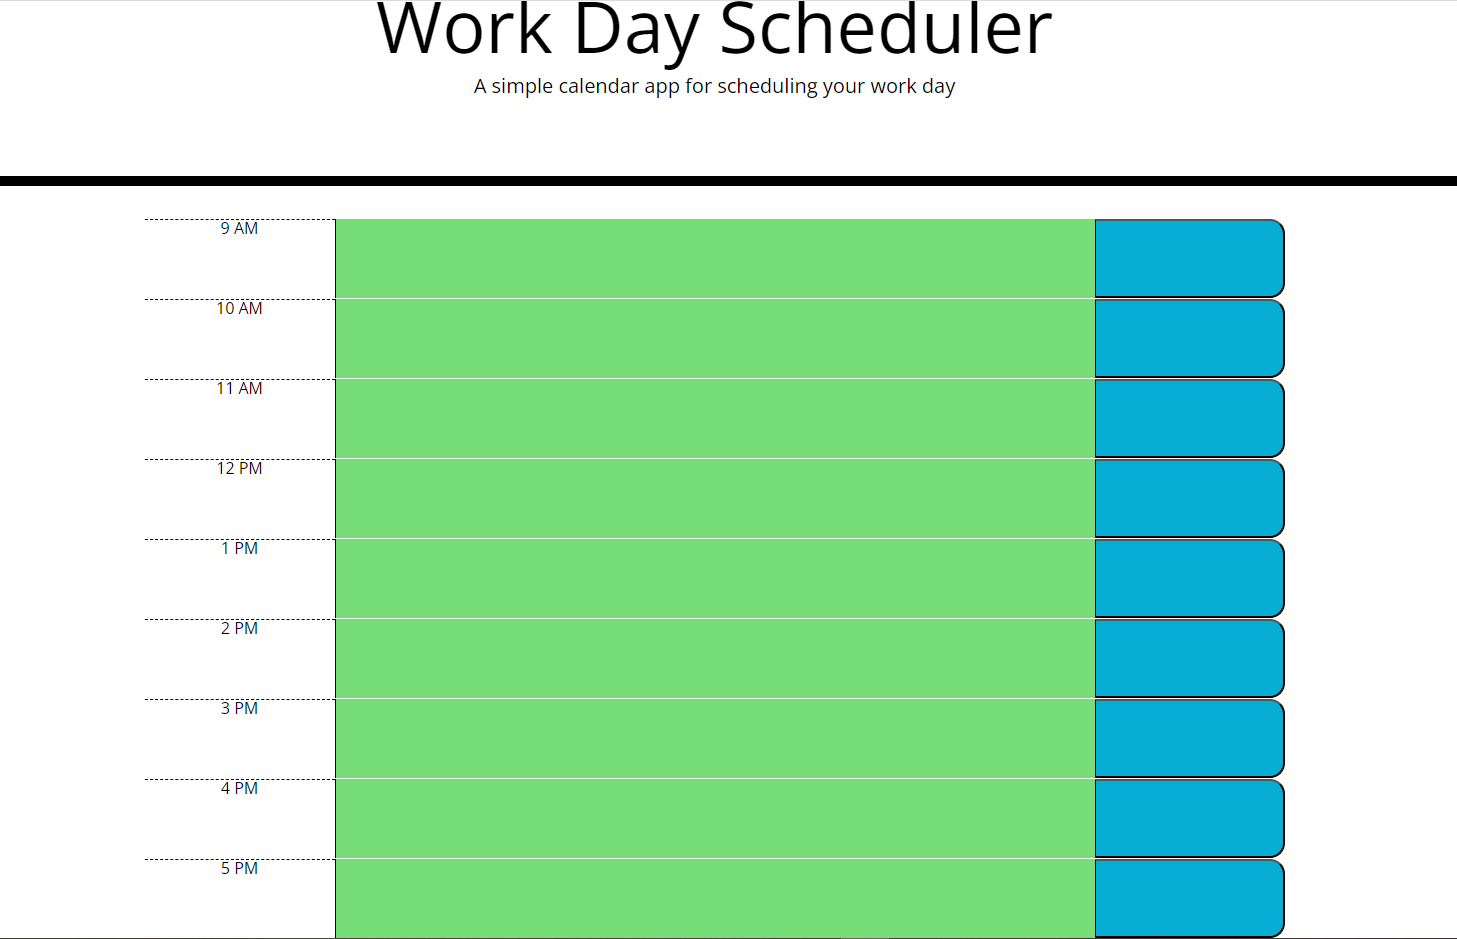 Work Day Scheduler
A simple calendar app for scheduling your work day
9 AM
10 AM
11 AM
12 PM
1 PM
2 PM
3 PM
4 PM
5 PM